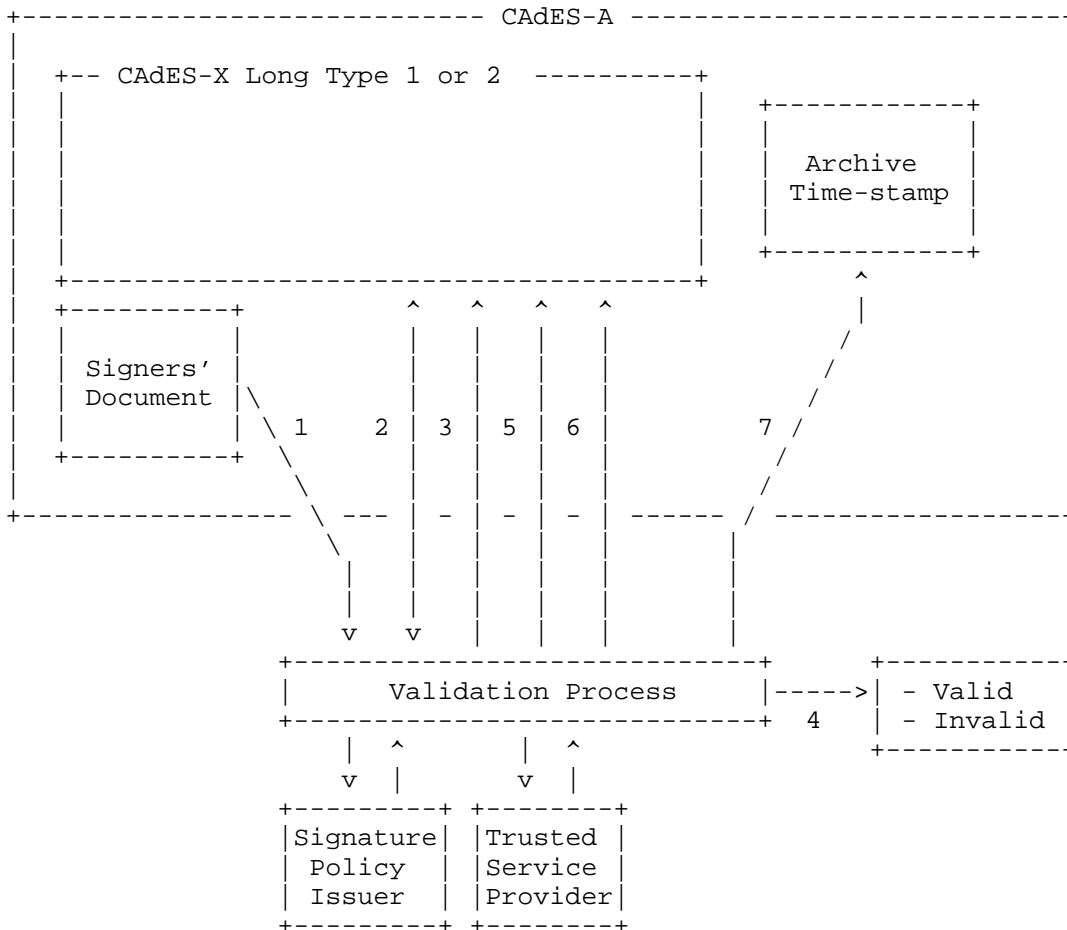 CAdES-A
CAdES-X Long Type 1 or 2
Archive
Time-stamp
Signers'
Document
1 2 3 5 6 7
Validation Process
4
- Valid
- Invalid
Signature
Policy
Issuer
Trusted
Service
Provider